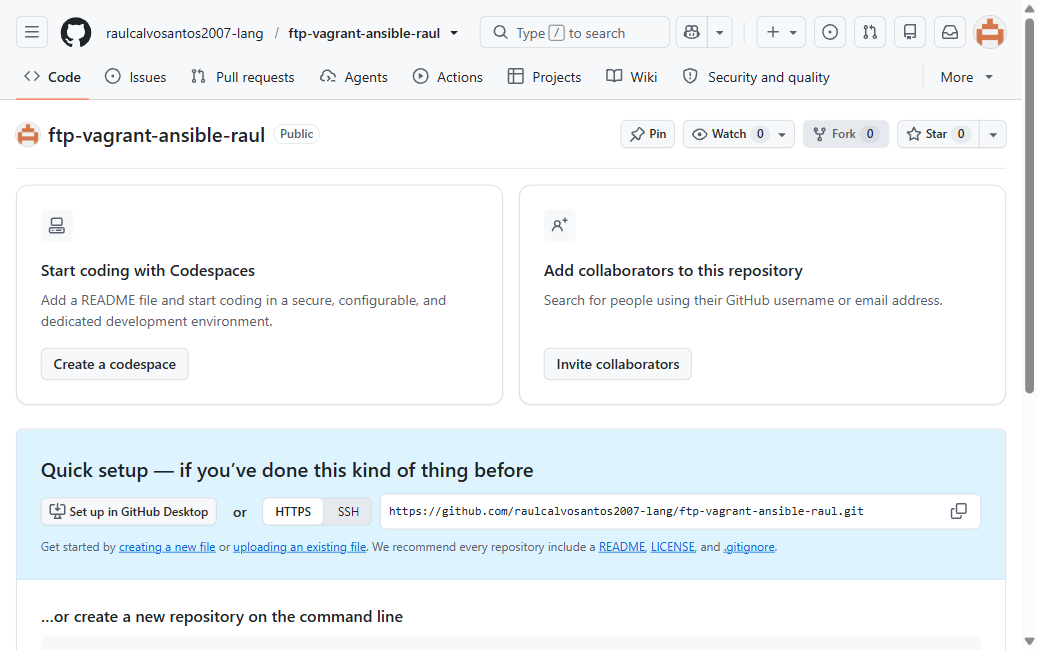 raulcalvosantos2007-lang / ftp-vagrant-ansible-raul Type / to search
Code Issues Pull requests Agents Actions Projects Wiki Security and quality More
ftp-vagrant-ansible-raul Public Pin Watch 0 Fork 0 Star 0
Start coding with Codespaces
Add a README file and start coding in a secure, configurable, and
dedicated development environment.
Create a codespace
Add collaborators to this repository
Search for people using their GitHub username or email address.
Invite collaborators
Quick setup — if you’ve done this kind of thing before
Set up in GitHub Desktop or HTTPS SSH https://github.com/raulcalvosantos2007-lang/ftp-vagrant-ansible-raul.git
Get started by creating a new file or uploading an existing file. We recommend every repository include a README, LICENSE, and .gitignore.
…or create a new repository on the command line